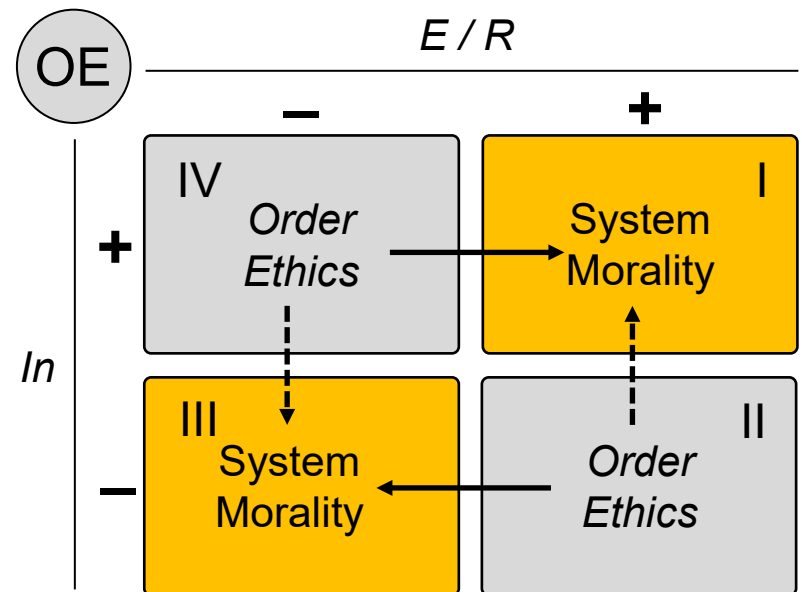 OE
E / R
− +
IV
Order
Ethics
I
System
Morality
+
In
−
III
System
Morality
II
Order
Ethics